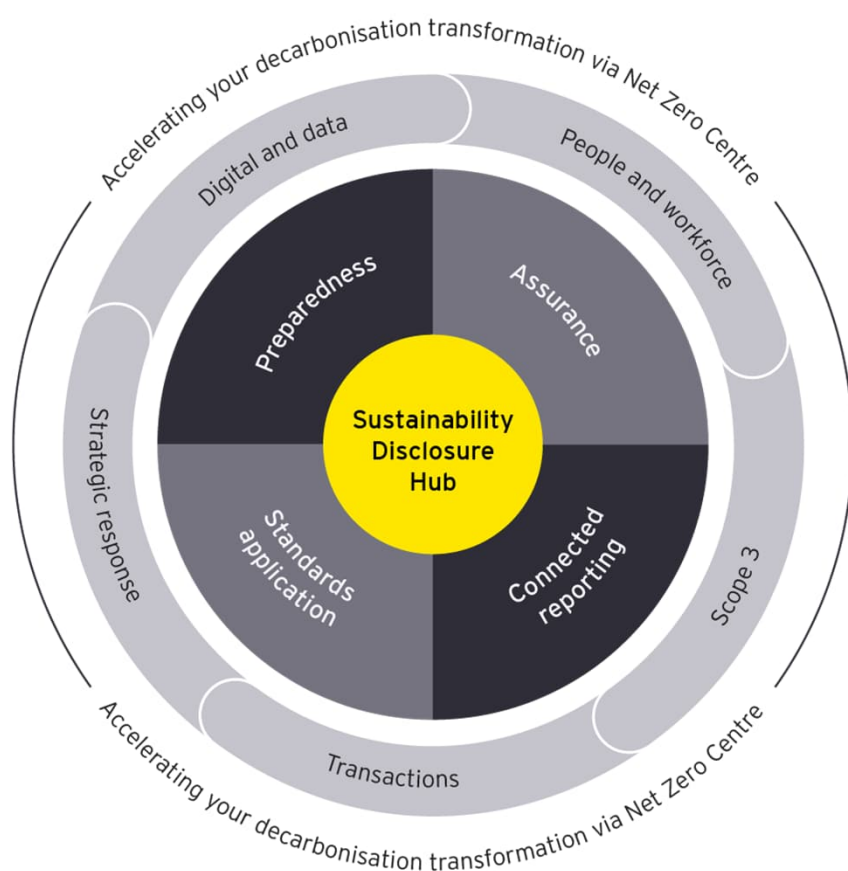 Accelerating your decarbonisation transformation via Net Zero Centre
Digital and data
People and workforce
Preparedness
Assurance
Sustainability
Disclosure
Hub
Strategic response
Standards
application
Connected
reporting
Scope 3
Transactions
Accelerating your decarbonisation transformation via Net Zero Centre